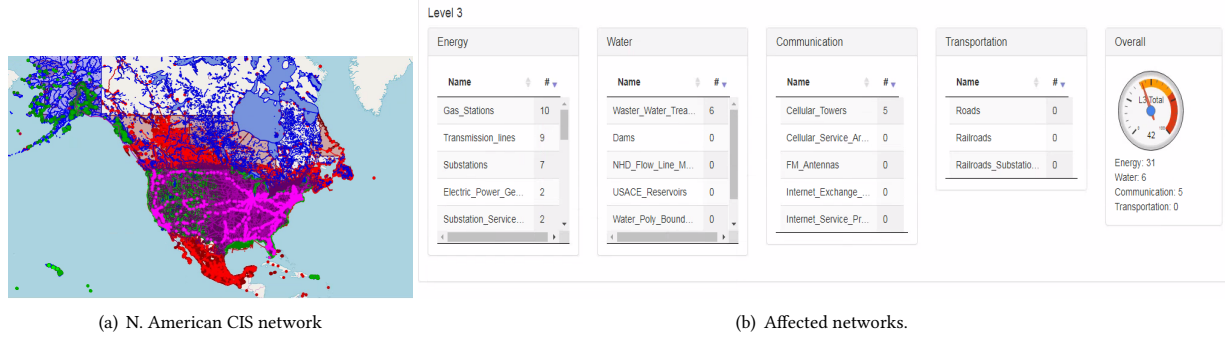 Level 3
Energy
Name #
Gas_Stations 10
Transmission_lines 9
Substations 7
Electric_Power_Ge... 2
Substation_Service... 2
Water
Name #
Waster_Water_Trea... 6
Dams 0
NHD_Flow_Line_M... 0
USACE_Reservoirs 0
Water_Poly_Bound... 0
Communication
Name #
Cellular_Towers 5
Cellular_Service_Ar... 0
FM_Antennas 0
Internet_Exchange_... 0
Internet_Service_Pr... 0
Transportation
Name #
Roads 0
Railroads 0
Railroads_Substatio... 0
Overall
L3 Total
42
Energy: 31
Water: 6
Communication: 5
Transportation: 0
(a) N. American CIS network
(b) Affected networks.